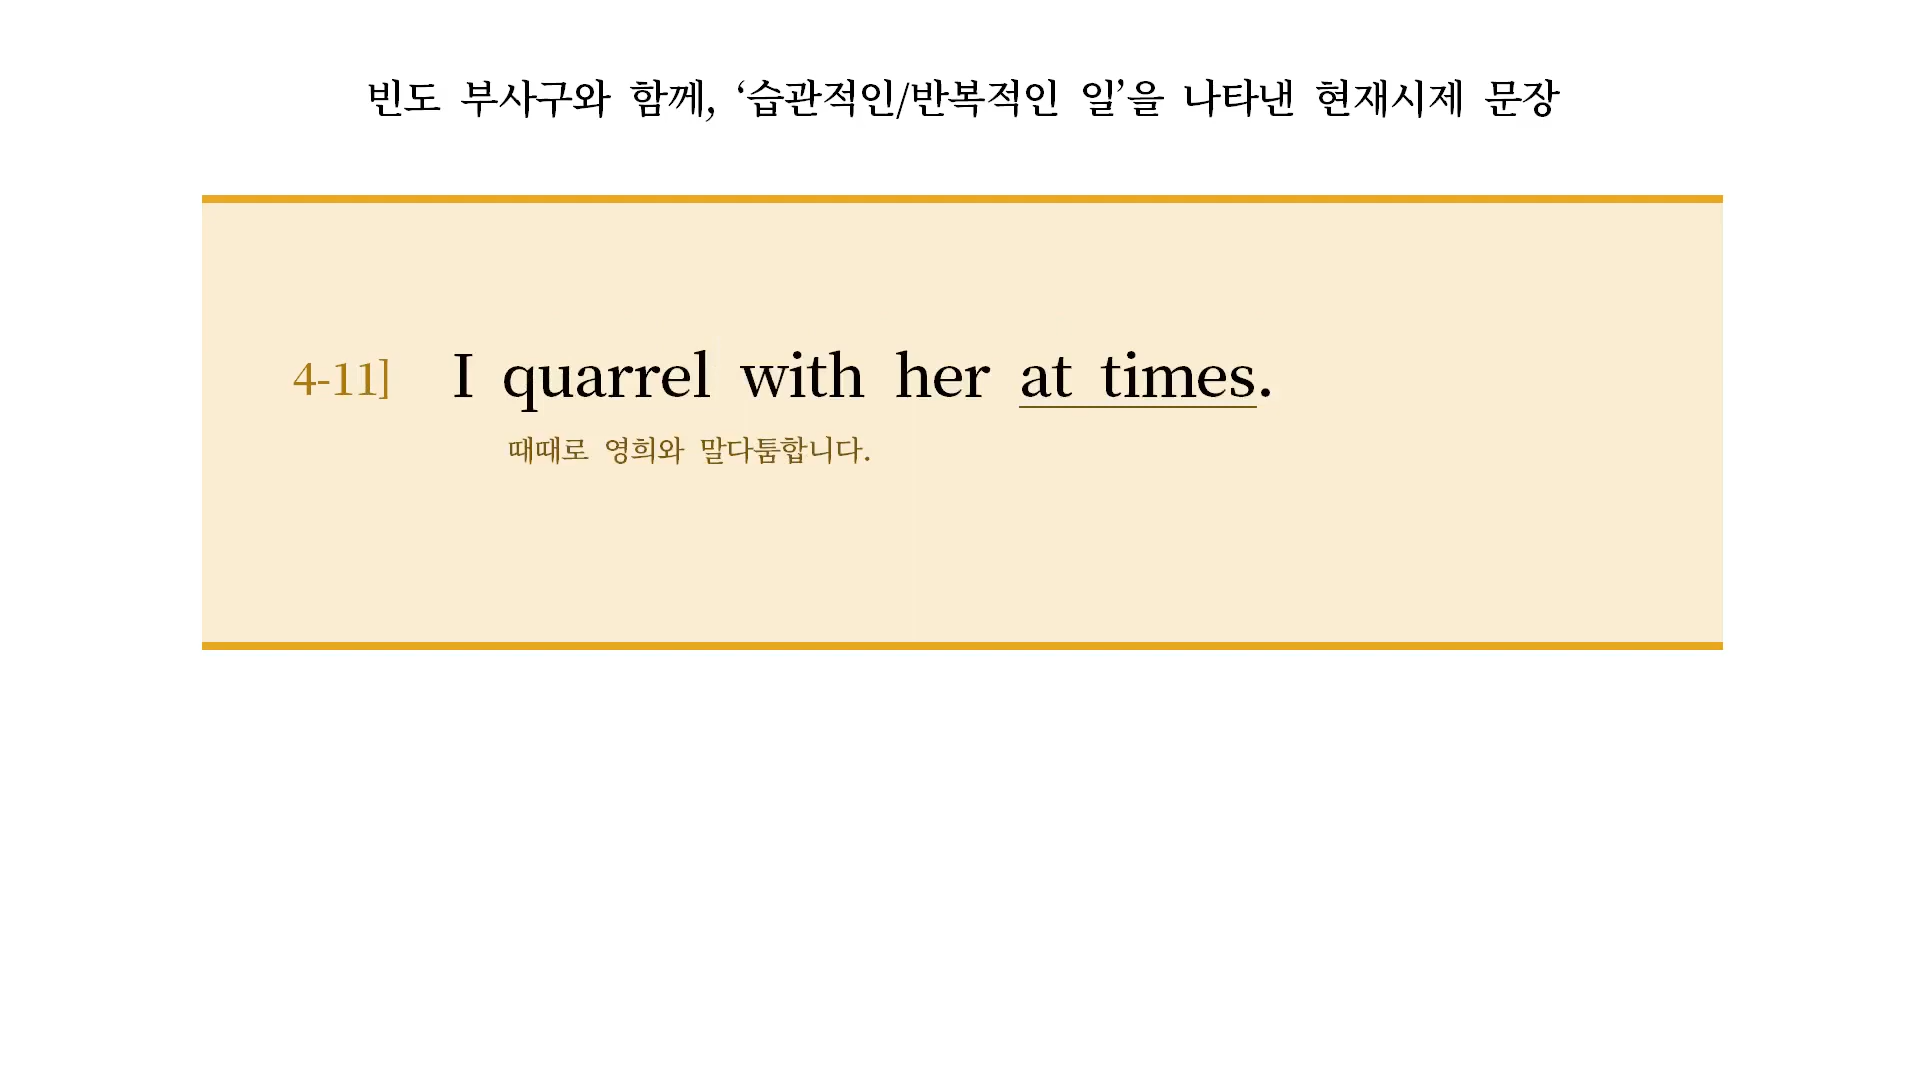 빈도 부사구와 함께, ‘습관적인/반복적인 일’을 나타낸 현재시제 문장
4-11] I quarrel with her at times.
때때로 영희와 말다툼합니다.